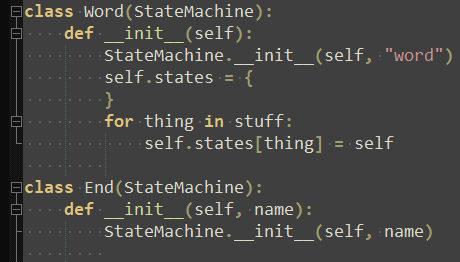 class Word(StateMachine):
    def __init__(self):
        StateMachine.__init__(self, "word")
        self.states = {
        }
        for thing in stuff:
            self.states[thing] = self

class End(StateMachine):
    def __init__(self, name):
        StateMachine.__init__(self, name)